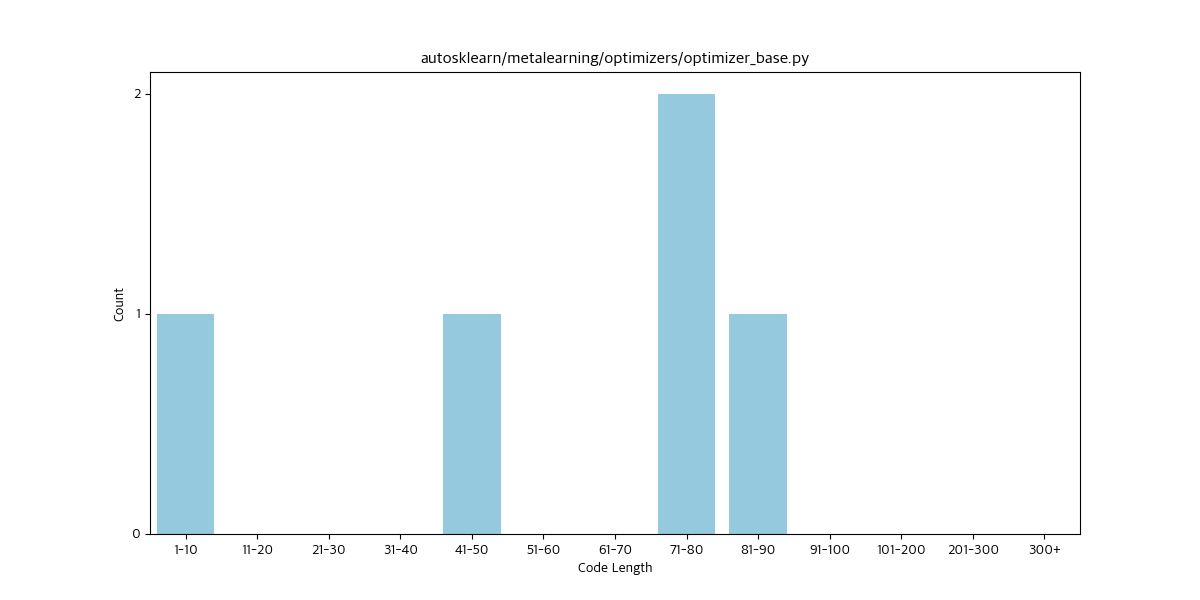 autosklearn/metalearning/optimizers/optimizer_base.py
Count
2
1
0
1-10 11-20 21-30 31-40 41-50 51-60 61-70 71-80 81-90 91-100 101-200 201-300 300+
Code Length